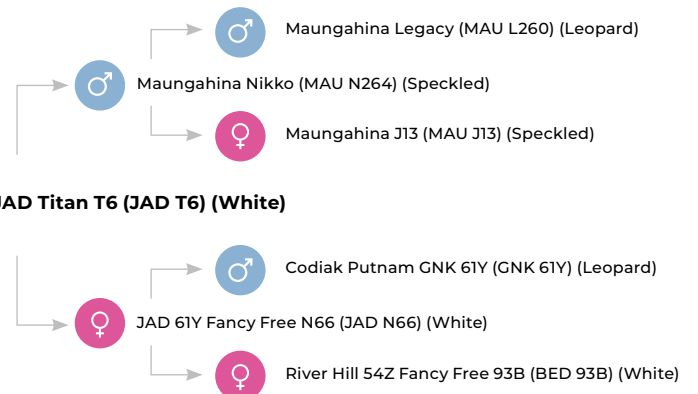 Maungahina Legacy (MAU L260) (Leopard)
Maungahina Nikko (MAU N264) (Speckled)
Maungahina J13 (MAU J13) (Speckled)
JAD Titan T6 (JAD T6) (White)
Codiak Putnam GNK 61Y (GNK 61Y) (Leopard)
JAD 61Y Fancy Free N66 (JAD N66) (White)
River Hill 54Z Fancy Free 93B (BED 93B) (White)